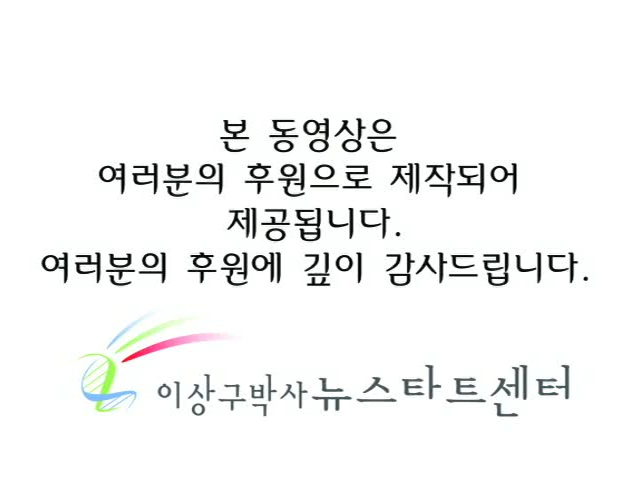 본 동영상은
여러분의 후원으로 제작되어
제공됩니다.
여러분의 후원에 깊이 감사드립니다.
이상구박사뉴스타트센터